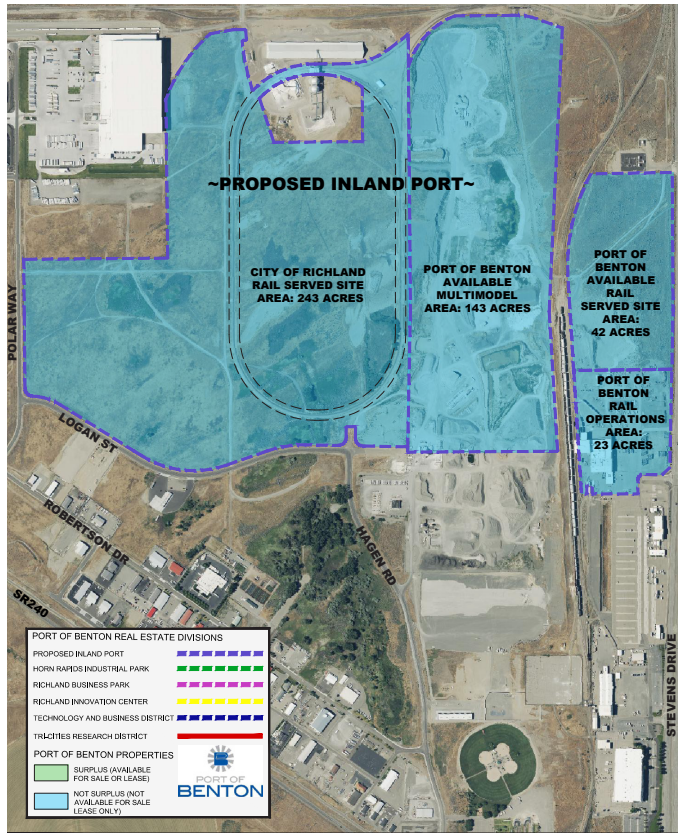 ~PROPOSED INLAND PORT~
CITY OF RICHLAND
RAIL SERVED SITE
AREA: 243 ACRES
PORT OF BENTON
AVAILABLE
MULTIMODEL
AREA: 143 ACRES
PORT OF
BENTON
AVAILABLE
RAIL
SERVED SITE
AREA:
42 ACRES
PORT OF
BENTON
RAIL
OPERATIONS
AREA:
23 ACRES
POLAR WAY
LOGAN ST
ROBERTSON DR
SR240
HAGEN RD
STEVENS DRIVE
PORT OF BENTON REAL ESTATE DIVISIONS
PROPOSED INLAND PORT
HORN RAPIDS INDUSTRIAL PARK
RICHLAND BUSINESS PARK
RICHLAND INNOVATION CENTER
TECHNOLOGY AND BUSINESS DISTRICT
TRI-CITIES RESEARCH DISTRICT
PORT OF BENTON PROPERTIES
SURPLUS (AVAILABLE
FOR SALE OR LEASE)
NOT SURPLUS (NOT
AVAILABLE FOR SALE
LEASE ONLY)
B
PORT OF
BENTON